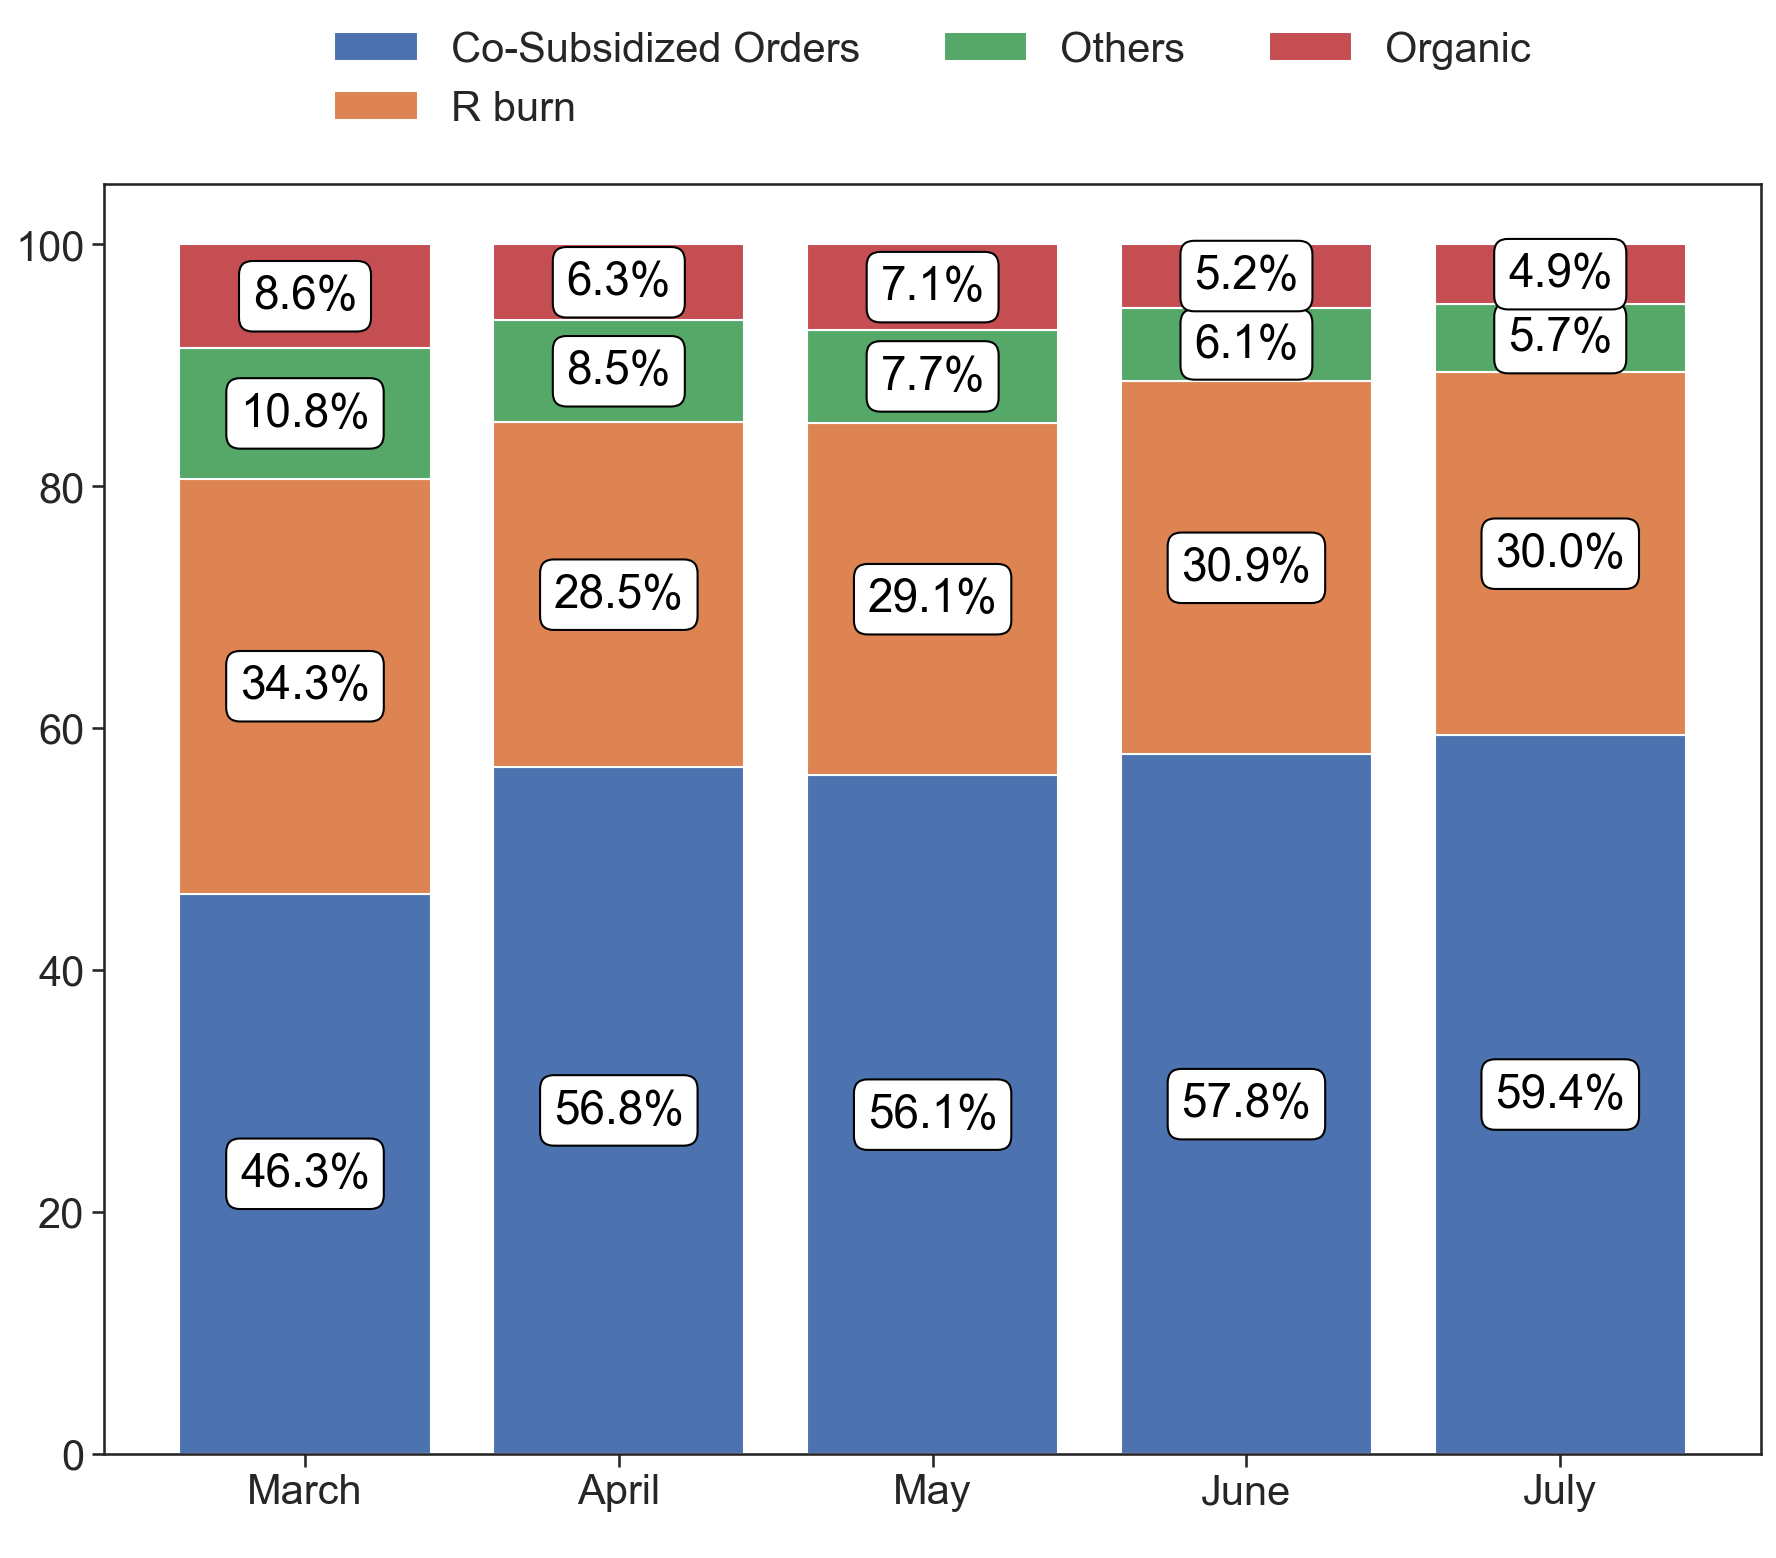 Co-Subsidized Orders Others Organic
R burn
100
80
60
40
20
0
8.6% 6.3% 7.1% 5.2% 4.9%
10.8% 8.5% 7.7% 6.1% 5.7%
34.3% 28.5% 29.1% 30.9% 30.0%
46.3% 56.8% 56.1% 57.8% 59.4%
March April May June July